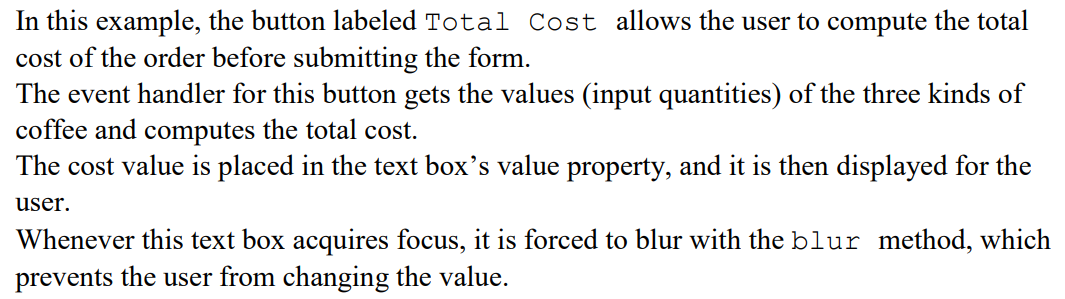 In this example, the button labeled Total Cost allows the user to compute the total
cost of the order before submitting the form.
The event handler for this button gets the values (input quantities) of the three kinds of
coffee and computes the total cost.
The cost value is placed in the text box’s value property, and it is then displayed for the
user.
Whenever this text box acquires focus, it is forced to blur with the blur method, which
prevents the user from changing the value.